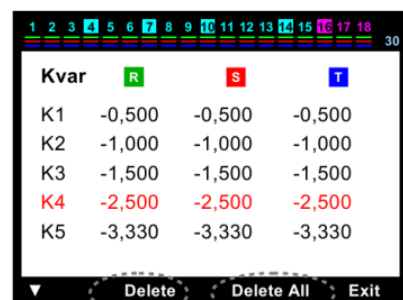 1 2 3 4 5 6 7 8 9 10 11 12 13 14 15 16 17 18
30
Kvar R S T
K1 -0,500 -0,500 -0,500
K2 -1,000 -1,000 -1,000
K3 -1,500 -1,500 -1,500
K4 -2,500 -2,500 -2,500
K5 -3,330 -3,330 -3,330
▼ Delete Delete All Exit